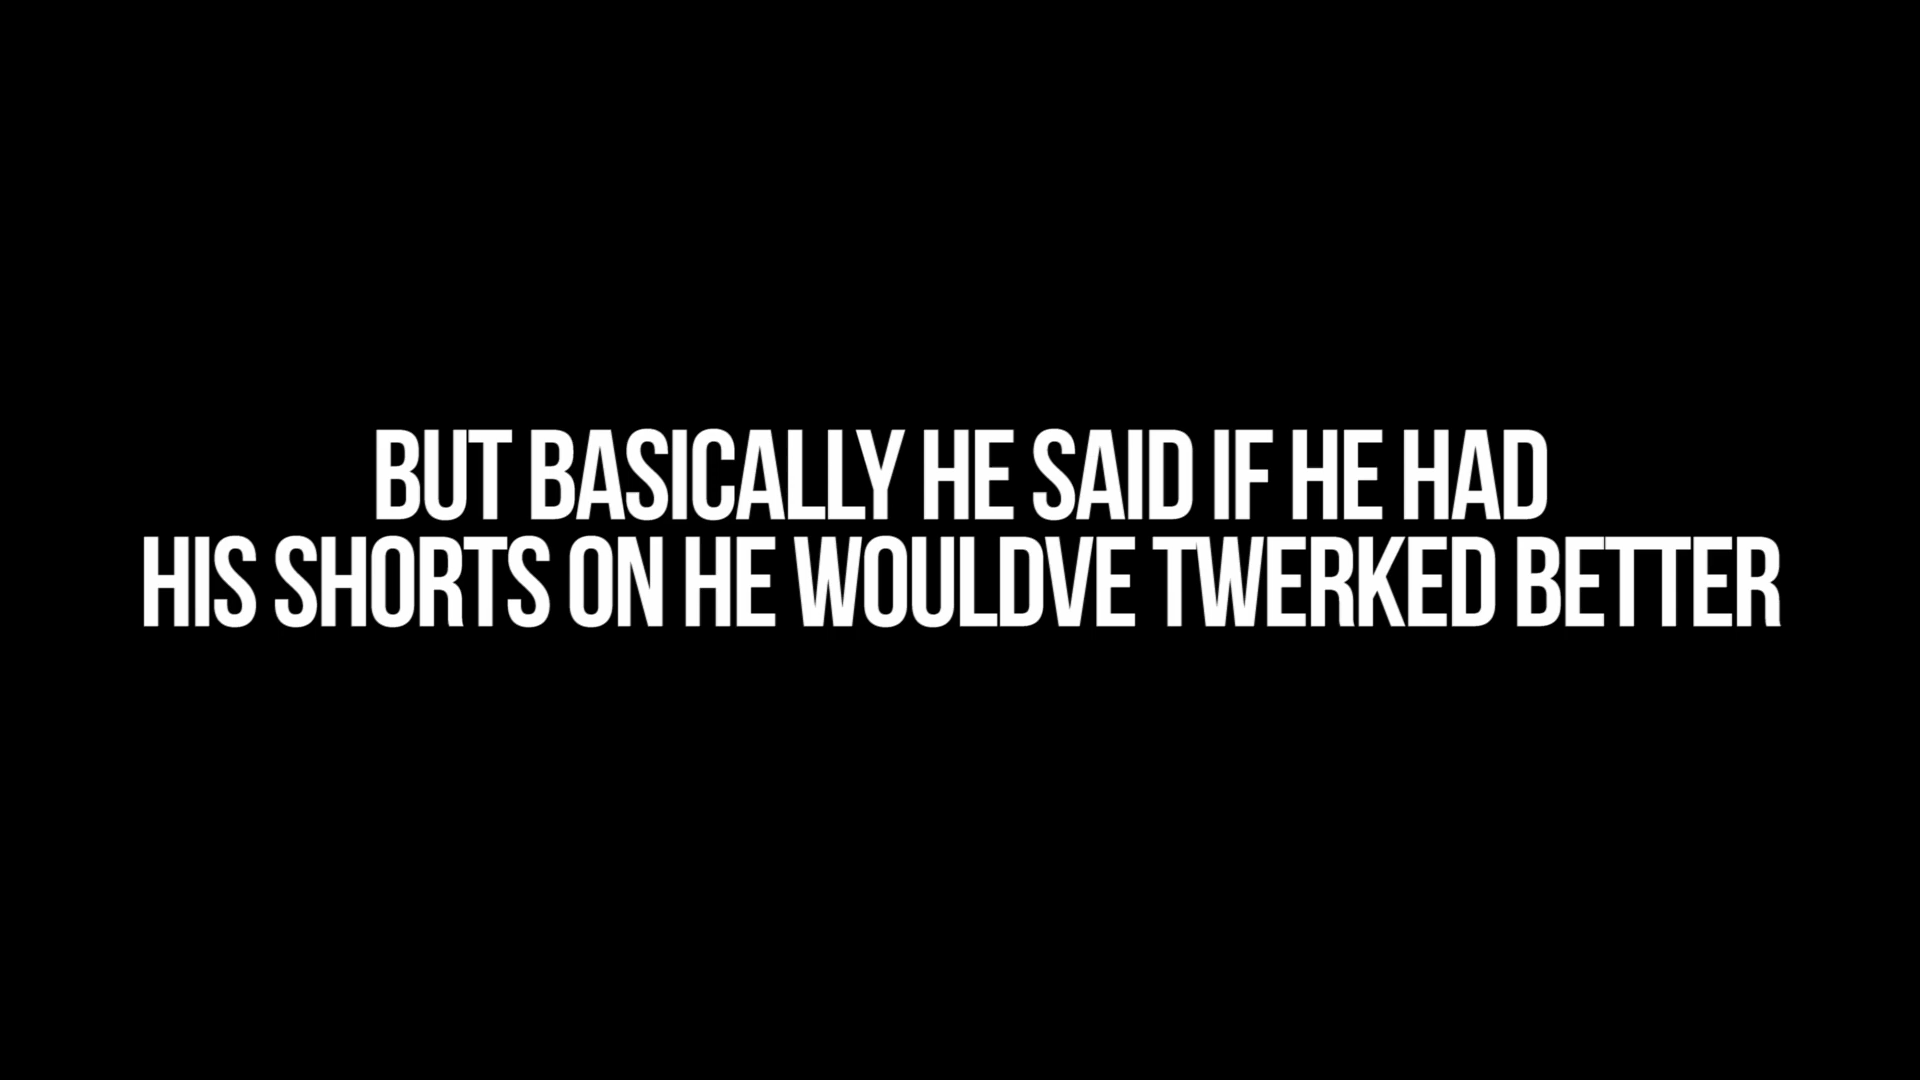 BUT BASICALLY HE SAID IF HE HAD
HIS SHORTS ON HE WOULDVE TWERKED BETTER